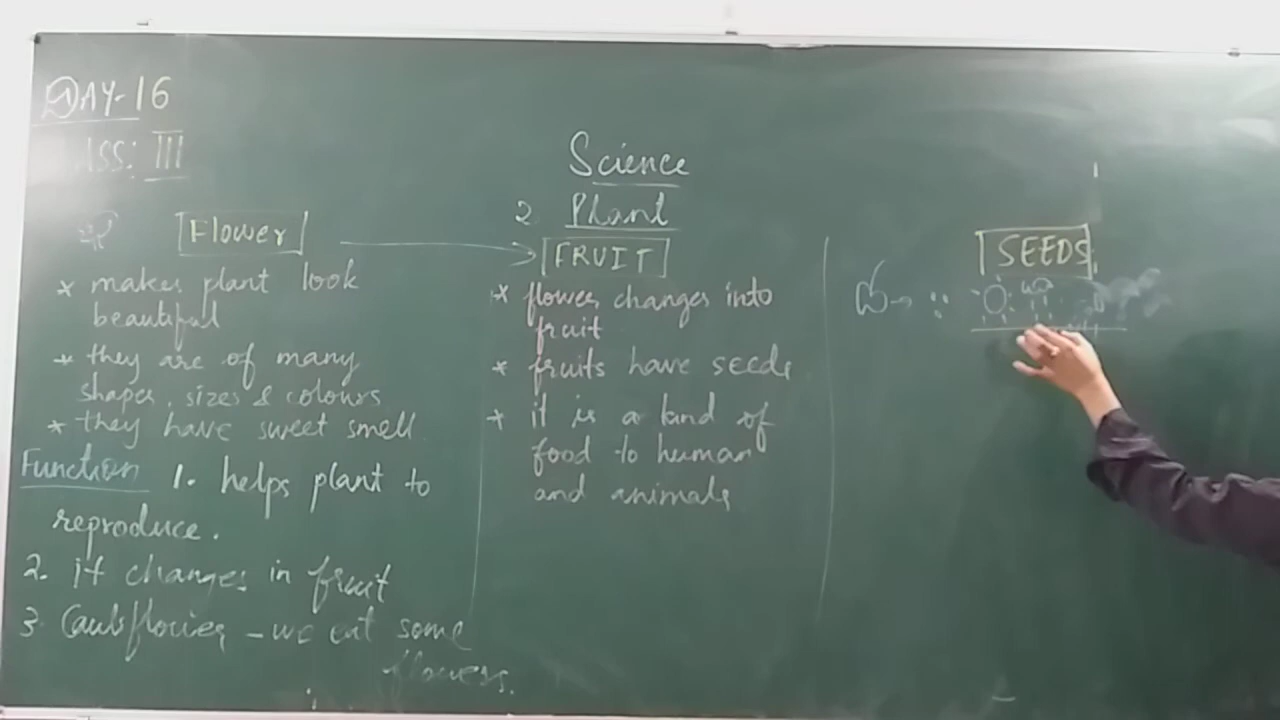 DAY-16
CLASS: III
Science
2. Plant
Flower
* makes plant look
beautiful
* they are of many
shapes, sizes & colours
* they have sweet smell
Function 1. helps plant to
reproduce.
2. it changes in fruit
3. Cauliflower - we eat some
flowers.
FRUIT
* flower changes into
fruit
* fruits have seeds
* it is a kind of
food to human
and animals
SEEDS